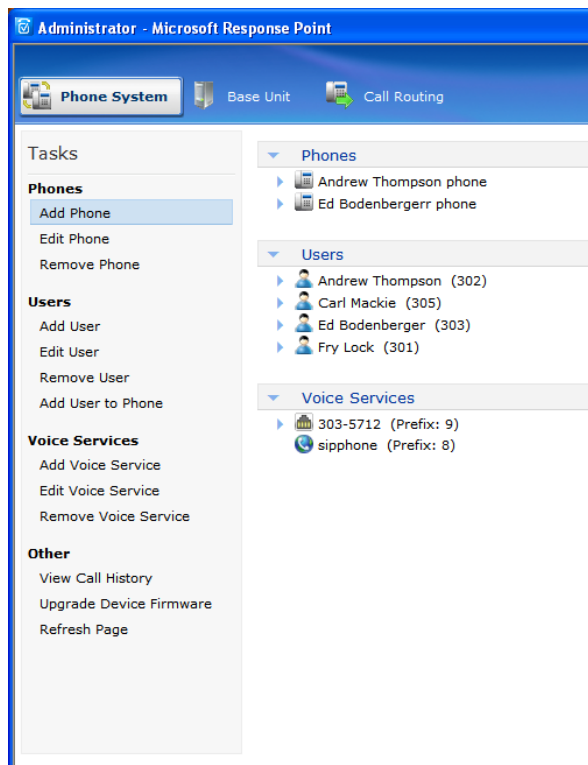 Administrator - Microsoft Response Point
Phone System
Base Unit
Call Routing
Tasks
Phones
Add Phone
Edit Phone
Remove Phone
Users
Add User
Edit User
Remove User
Add User to Phone
Voice Services
Add Voice Service
Edit Voice Service
Remove Voice Service
Other
View Call History
Upgrade Device Firmware
Refresh Page
Phones
Andrew Thompson phone
Ed Bodenbergerr phone
Users
Andrew Thompson (302)
Carl Mackie (305)
Ed Bodenberger (303)
Fry Lock (301)
Voice Services
303-5712 (Prefix: 9)
sipphone (Prefix: 8)